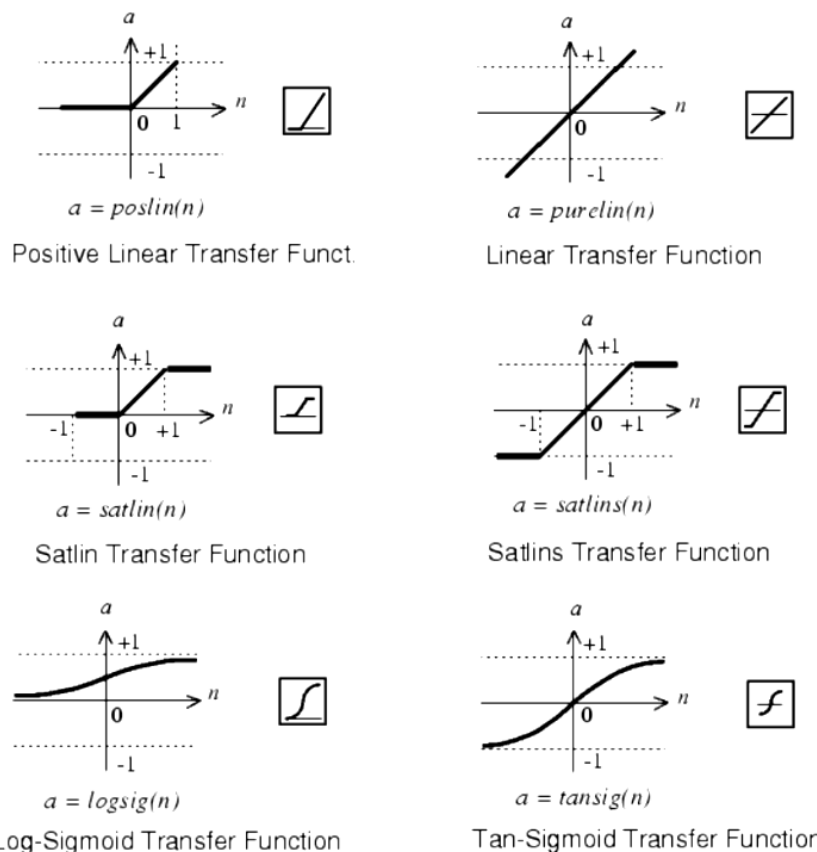 a
a
+1
+1
n
n
0
1
0
-1
-1
a = poslin(n)
a = purelin(n)
Positive Linear Transfer Funct.
Linear Transfer Function
a
a
+1
+1
n
n
-1
0
+1
-1
0
+1
-1
-1
a = satlin(n)
a = satlins(n)
Satlin Transfer Function
Satlins Transfer Function
a
a
+1
+1
n
n
0
0
-1
-1
a = logsig(n)
a = tansig(n)
Log-Sigmoid Transfer Function
Tan-Sigmoid Transfer Function